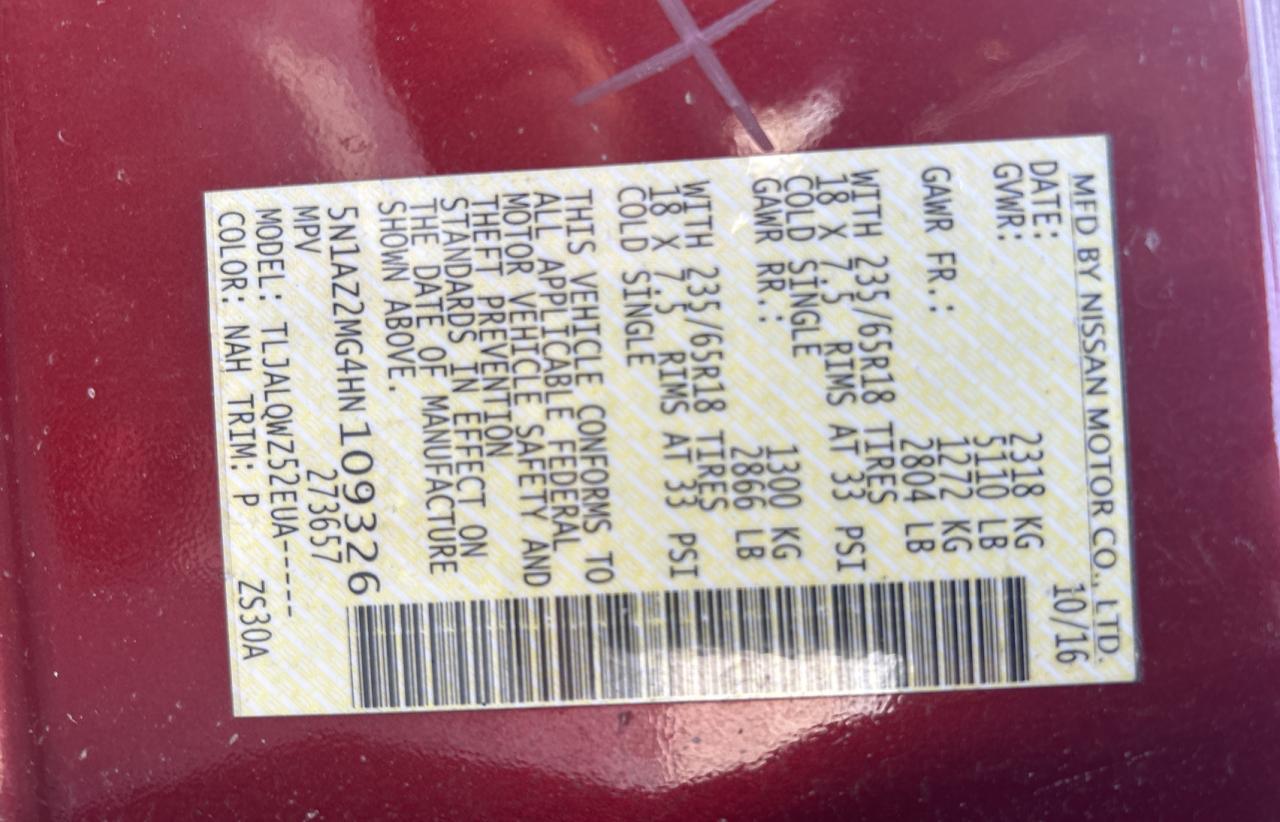 MFD BY NISSAN MOTOR CO., LTD.
DATE: 10/16
GVWR: 2318 KG
5110 LB
GAWR FR.: 1272 KG
2804 LB
WITH 235/65R18 TIRES
18 X 7.5 RIMS AT 33 PSI
COLD SINGLE
GAWR RR.: 1300 KG
2866 LB
WITH 235/65R18 TIRES
18 X 7.5 RIMS AT 33 PSI
COLD SINGLE
THIS VEHICLE CONFORMS TO
ALL APPLICABLE FEDERAL
MOTOR VEHICLE SAFETY AND
THEFT PREVENTION
STANDARDS IN EFFECT ON
THE DATE OF MANUFACTURE
SHOWN ABOVE.
5N1AZ2MG4HN109326
MPV 273657
MODEL: TLJALQWZ52EUA-----
COLOR: NAH TRIM: P ZS30A